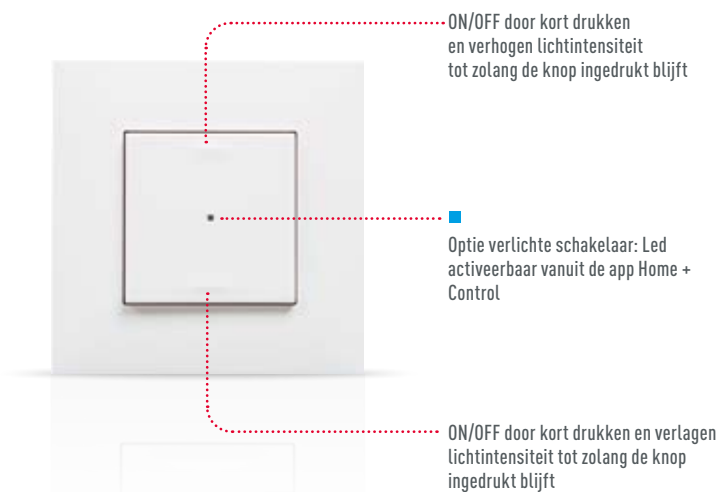 ON/OFF door kort drukken
en verhogen lichtintensiteit
tot zolang de knop ingedrukt blijft
Optie verlichte schakelaar: Led
activeerbaar vanuit de app Home +
Control
ON/OFF door kort drukken en verlagen
lichtintensiteit tot zolang de knop
ingedrukt blijft